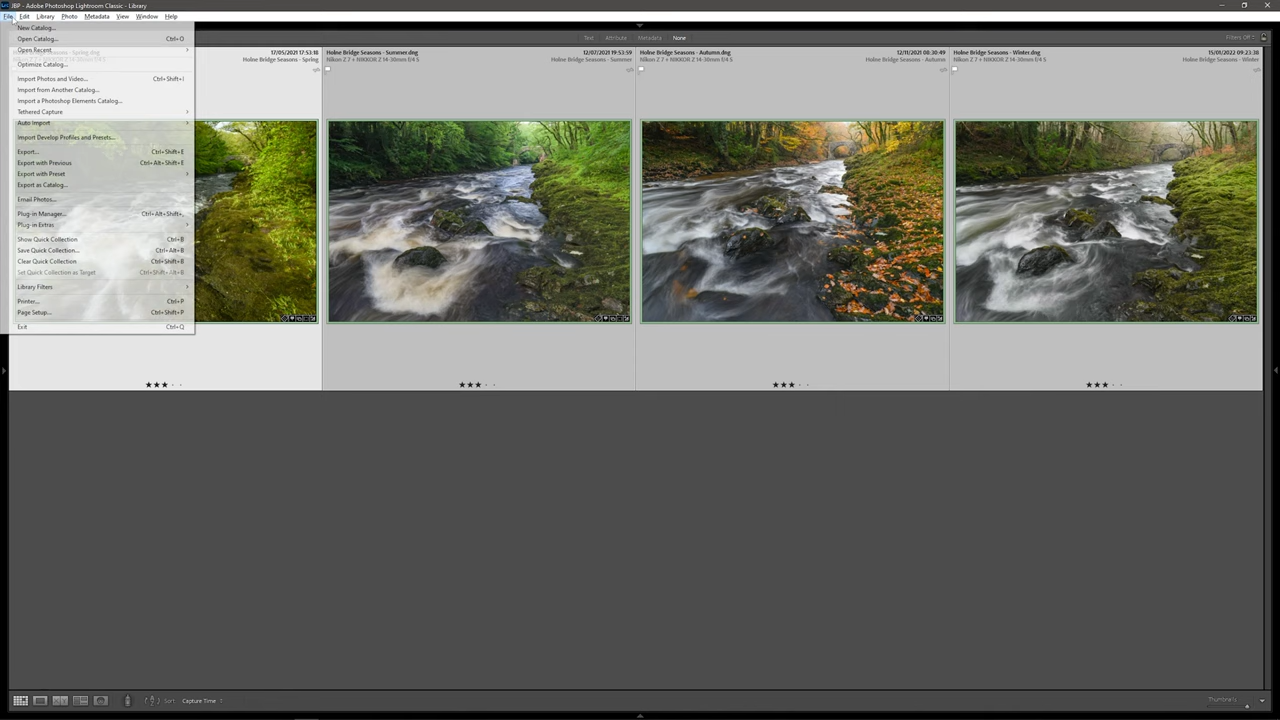 JBP - Adobe Photoshop Lightroom Classic - Library
File Edit Library Photo Metadata View Window Help
New Catalog...
Open Catalog... Ctrl+O
Open Recent
Optimize Catalog...
Import Photos and Video... Ctrl+Shift+I
Import from Another Catalog...
Import a Photoshop Elements Catalog...
Tethered Capture
Auto Import
Import Develop Profiles and Presets...
Export... Ctrl+Shift+E
Export with Previous Ctrl+Alt+Shift+E
Export with Preset
Export as Catalog...
Email Photos...
Plug-in Manager... Ctrl+Alt+Shift+,
Plug-in Extras
Show Quick Collection Ctrl+B
Save Quick Collection... Ctrl+Alt+B
Clear Quick Collection Ctrl+Shift+B
Set Quick Collection as Target Ctrl+Shift+Alt+B
Library Filters
Printer... Ctrl+P
Page Setup... Ctrl+Shift+P
Exit Ctrl+Q
Text Attribute Metadata None
Filters Off
17/05/2021 17:53:18
Holne Bridge Seasons - Spring
Holne Bridge Seasons - Summer.dng 12/07/2021 19:53:59
Nikon Z 7 + NIKKOR Z 14-30mm f/4 S Holne Bridge Seasons - Summer
Holne Bridge Seasons - Autumn.dng 12/11/2021 08:30:49
Nikon Z 7 + NIKKOR Z 14-30mm f/4 S Holne Bridge Seasons - Autumn
Holne Bridge Seasons - Winter.dng 15/01/2022 09:23:38
Nikon Z 7 + NIKKOR Z 14-30mm f/4 S Holne Bridge Seasons - Winter
Sort: Capture Time
Thumbnails